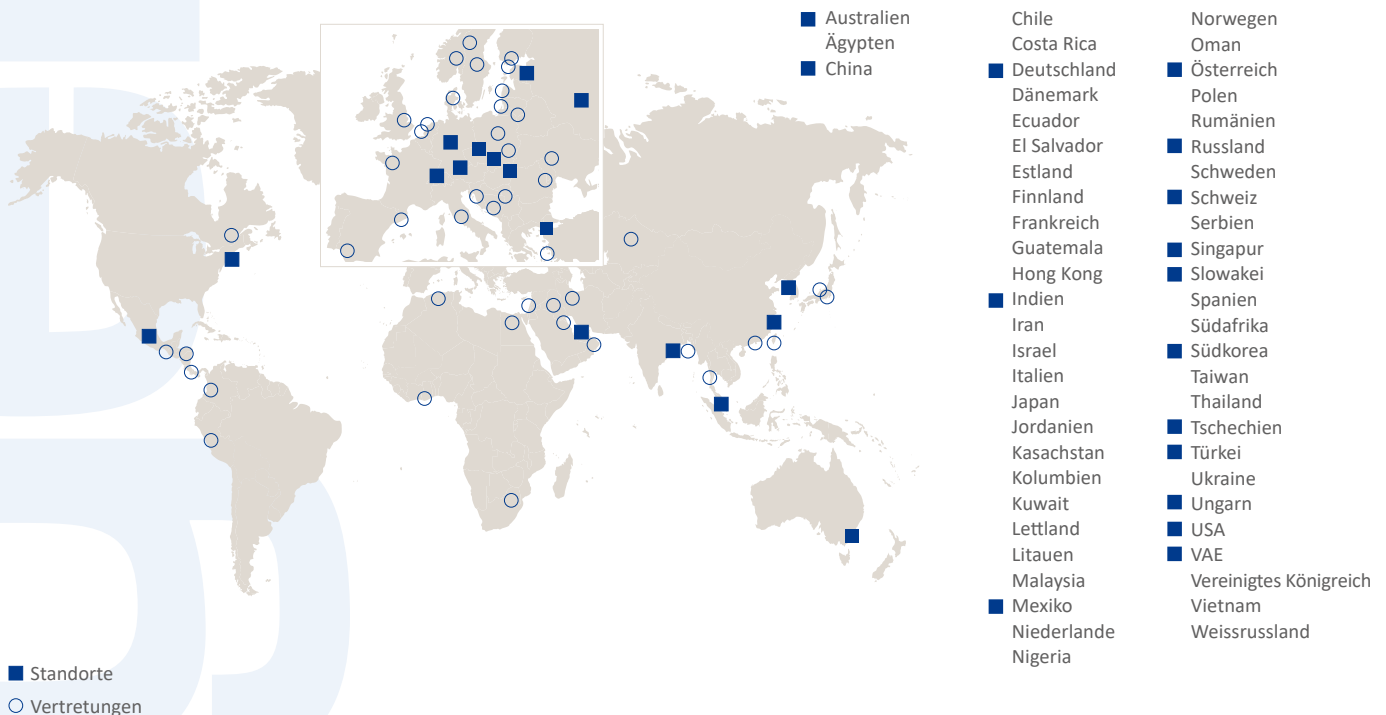 Australien
Ägypten
China
Chile
Costa Rica
Deutschland
Dänemark
Ecuador
El Salvador
Estland
Finnland
Frankreich
Guatemala
Hong Kong
Indien
Iran
Israel
Italien
Japan
Jordanien
Kasachstan
Kolumbien
Kuwait
Lettland
Litauen
Malaysia
Mexiko
Niederlande
Nigeria
Norwegen
Oman
Österreich
Polen
Rumänien
Russland
Schweden
Schweiz
Serbien
Singapur
Slowakei
Spanien
Südafrika
Südkorea
Taiwan
Thailand
Tschechien
Türkei
Ukraine
Ungarn
USA
VAE
Vereinigtes Königreich
Vietnam
Weissrussland
Standorte
Vertretungen